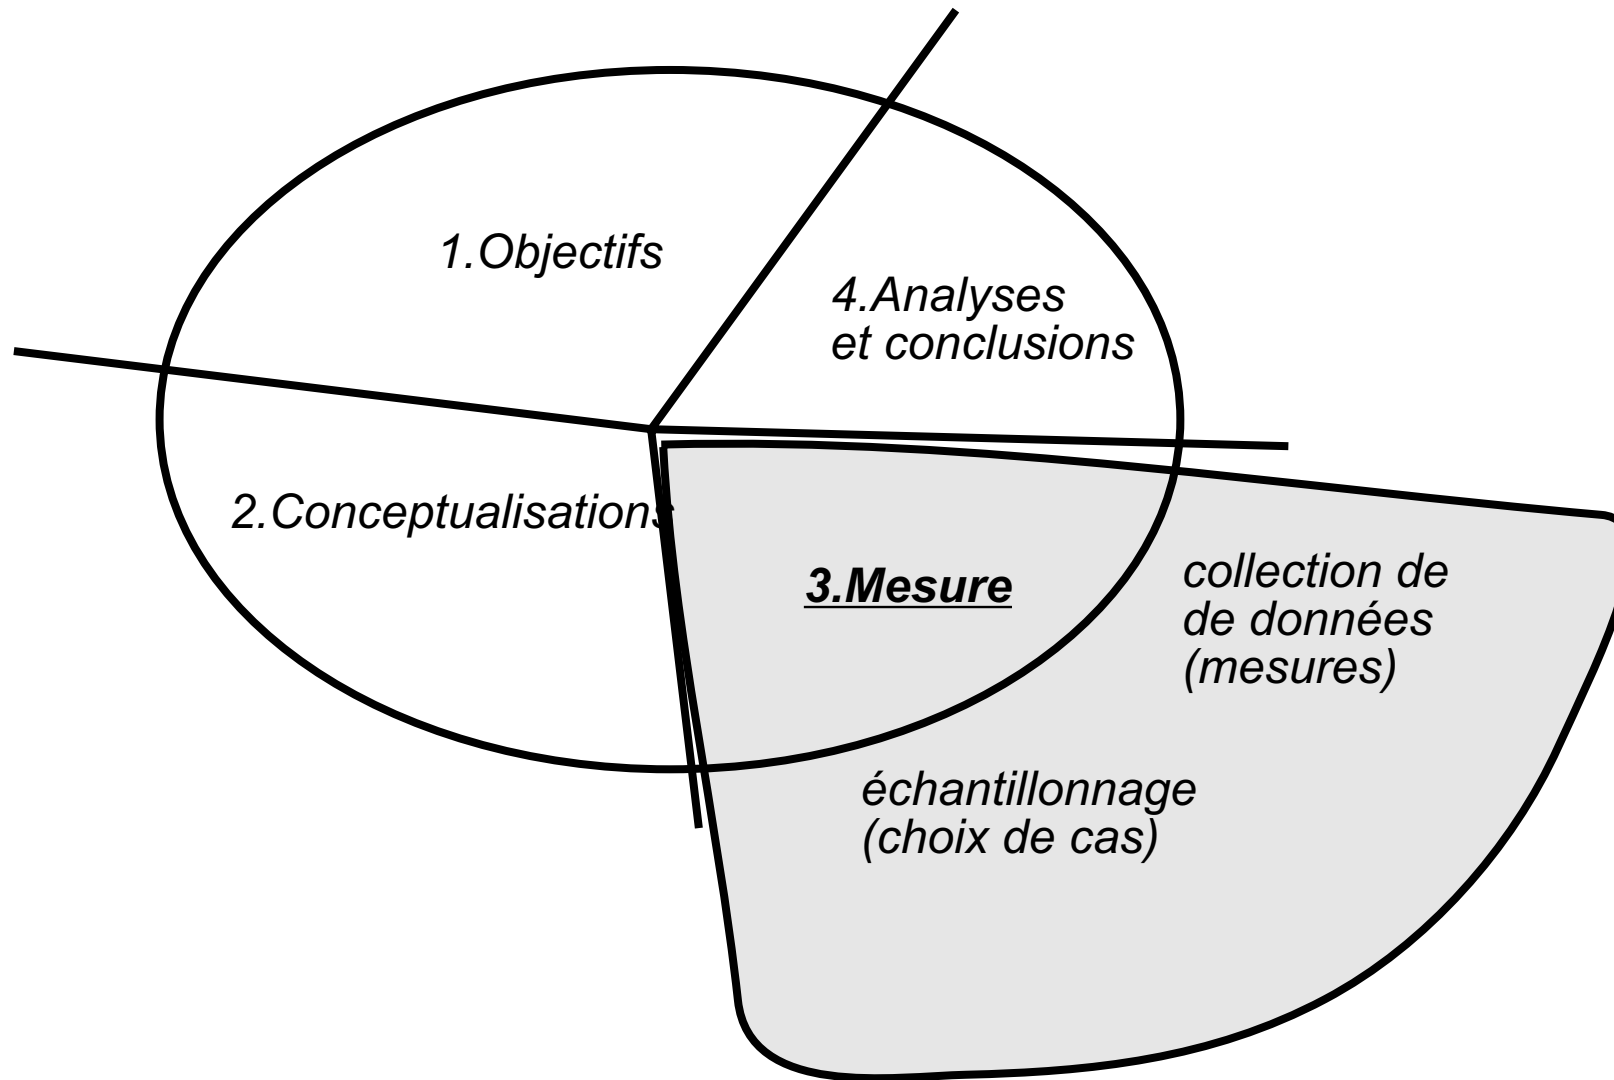 1.Objectifs
4.Analyses
et conclusions
2.Conceptualisations
3.Mesure
collection de
de données
(mesures)
échantillonnage
(choix de cas)